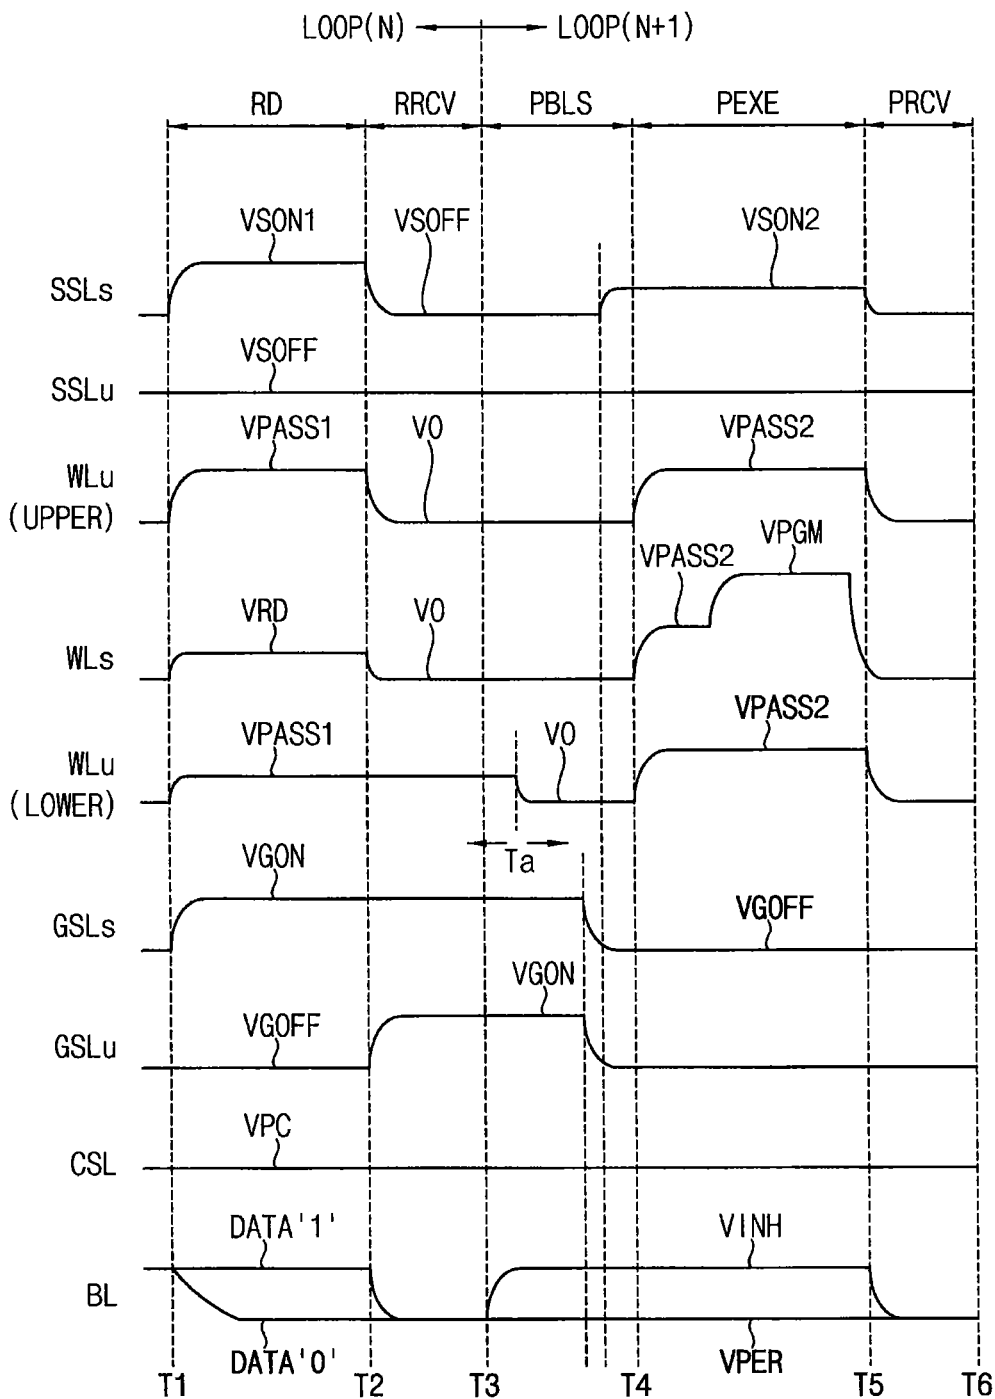 LOOP(N) LOOP(N+1)
RD RRCV PBLS PEXE PRCV
VSON1 VSOFF VSON2
SSLs
VSOFF
SSLu
VPASS1 V0 VPASS2
WLu
(UPPER)
VPGM
VPASS2
VRD V0
WLs
VPASS2
VPASS1 V0
WLu
(LOWER)
Ta
VGON
VGOFF
GSLs
VGON
VGOFF
GSLu
VPC
CSL
DATA'1' VINH
BL
DATA'0' VPER
T1 T2 T3 T4 T5 T6